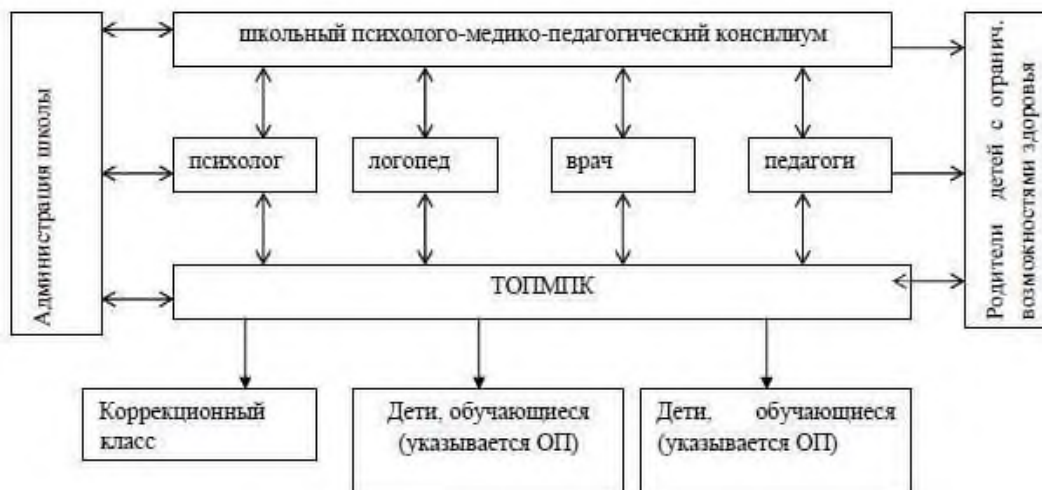 школьный психолого-медико-педагогический консилиум
Администрация школы
Родители детей с огранич.
возможностями здоровья
психолог
логопед
врач
педагоги
ТОПМПК
Коррекционный
класс
Дети, обучающиеся
(указывается ОП)
Дети, обучающиеся
(указывается ОП)